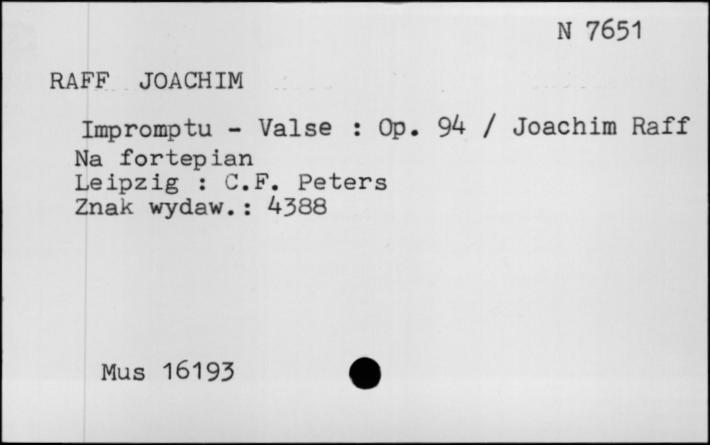 N 7651
RAFF JOACHIM
Impromptu - Valse : Op. 94 / Joachim Raff
Na fortepian
Leipzig : C.F. Peters
Znak wydaw.: 4388
Mus 16193